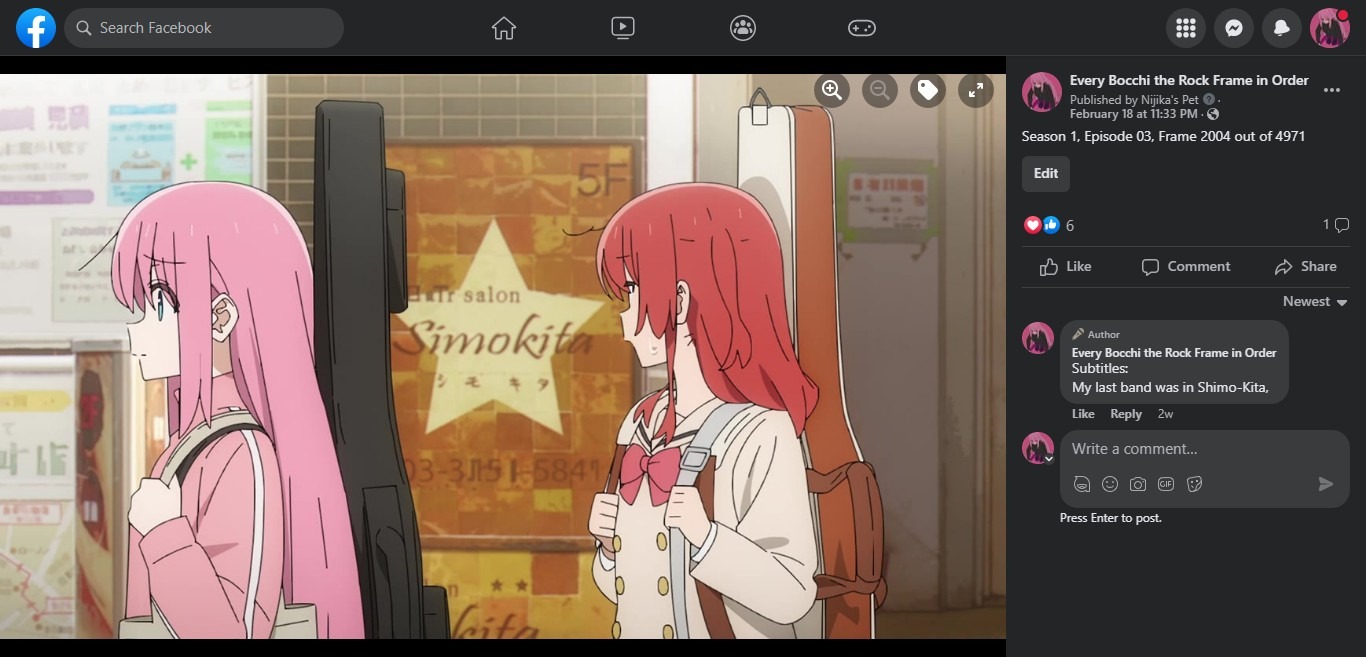 Search Facebook
5F
salon
Simokita
シモキタ
Every Bocchi the Rock Frame in Order
Published by Nijika's Pet ·
February 18 at 11:33 PM ·
Season 1, Episode 03, Frame 2004 out of 4971
Edit
6
1
Like
Comment
Share
Newest
Author
Every Bocchi the Rock Frame in Order
Subtitles:
My last band was in Shimo-Kita,
Like Reply 2w
Write a comment…
GIF
Press Enter to post.